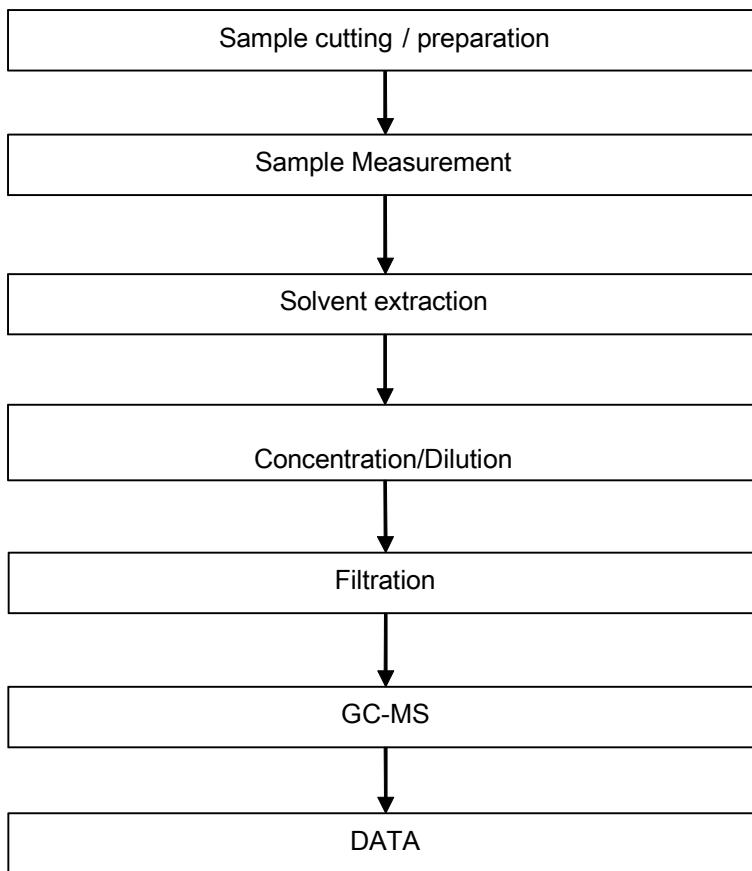 Sample cutting / preparation
Sample Measurement
Solvent extraction
Concentration/Dilution
Filtration
GC-MS
DATA